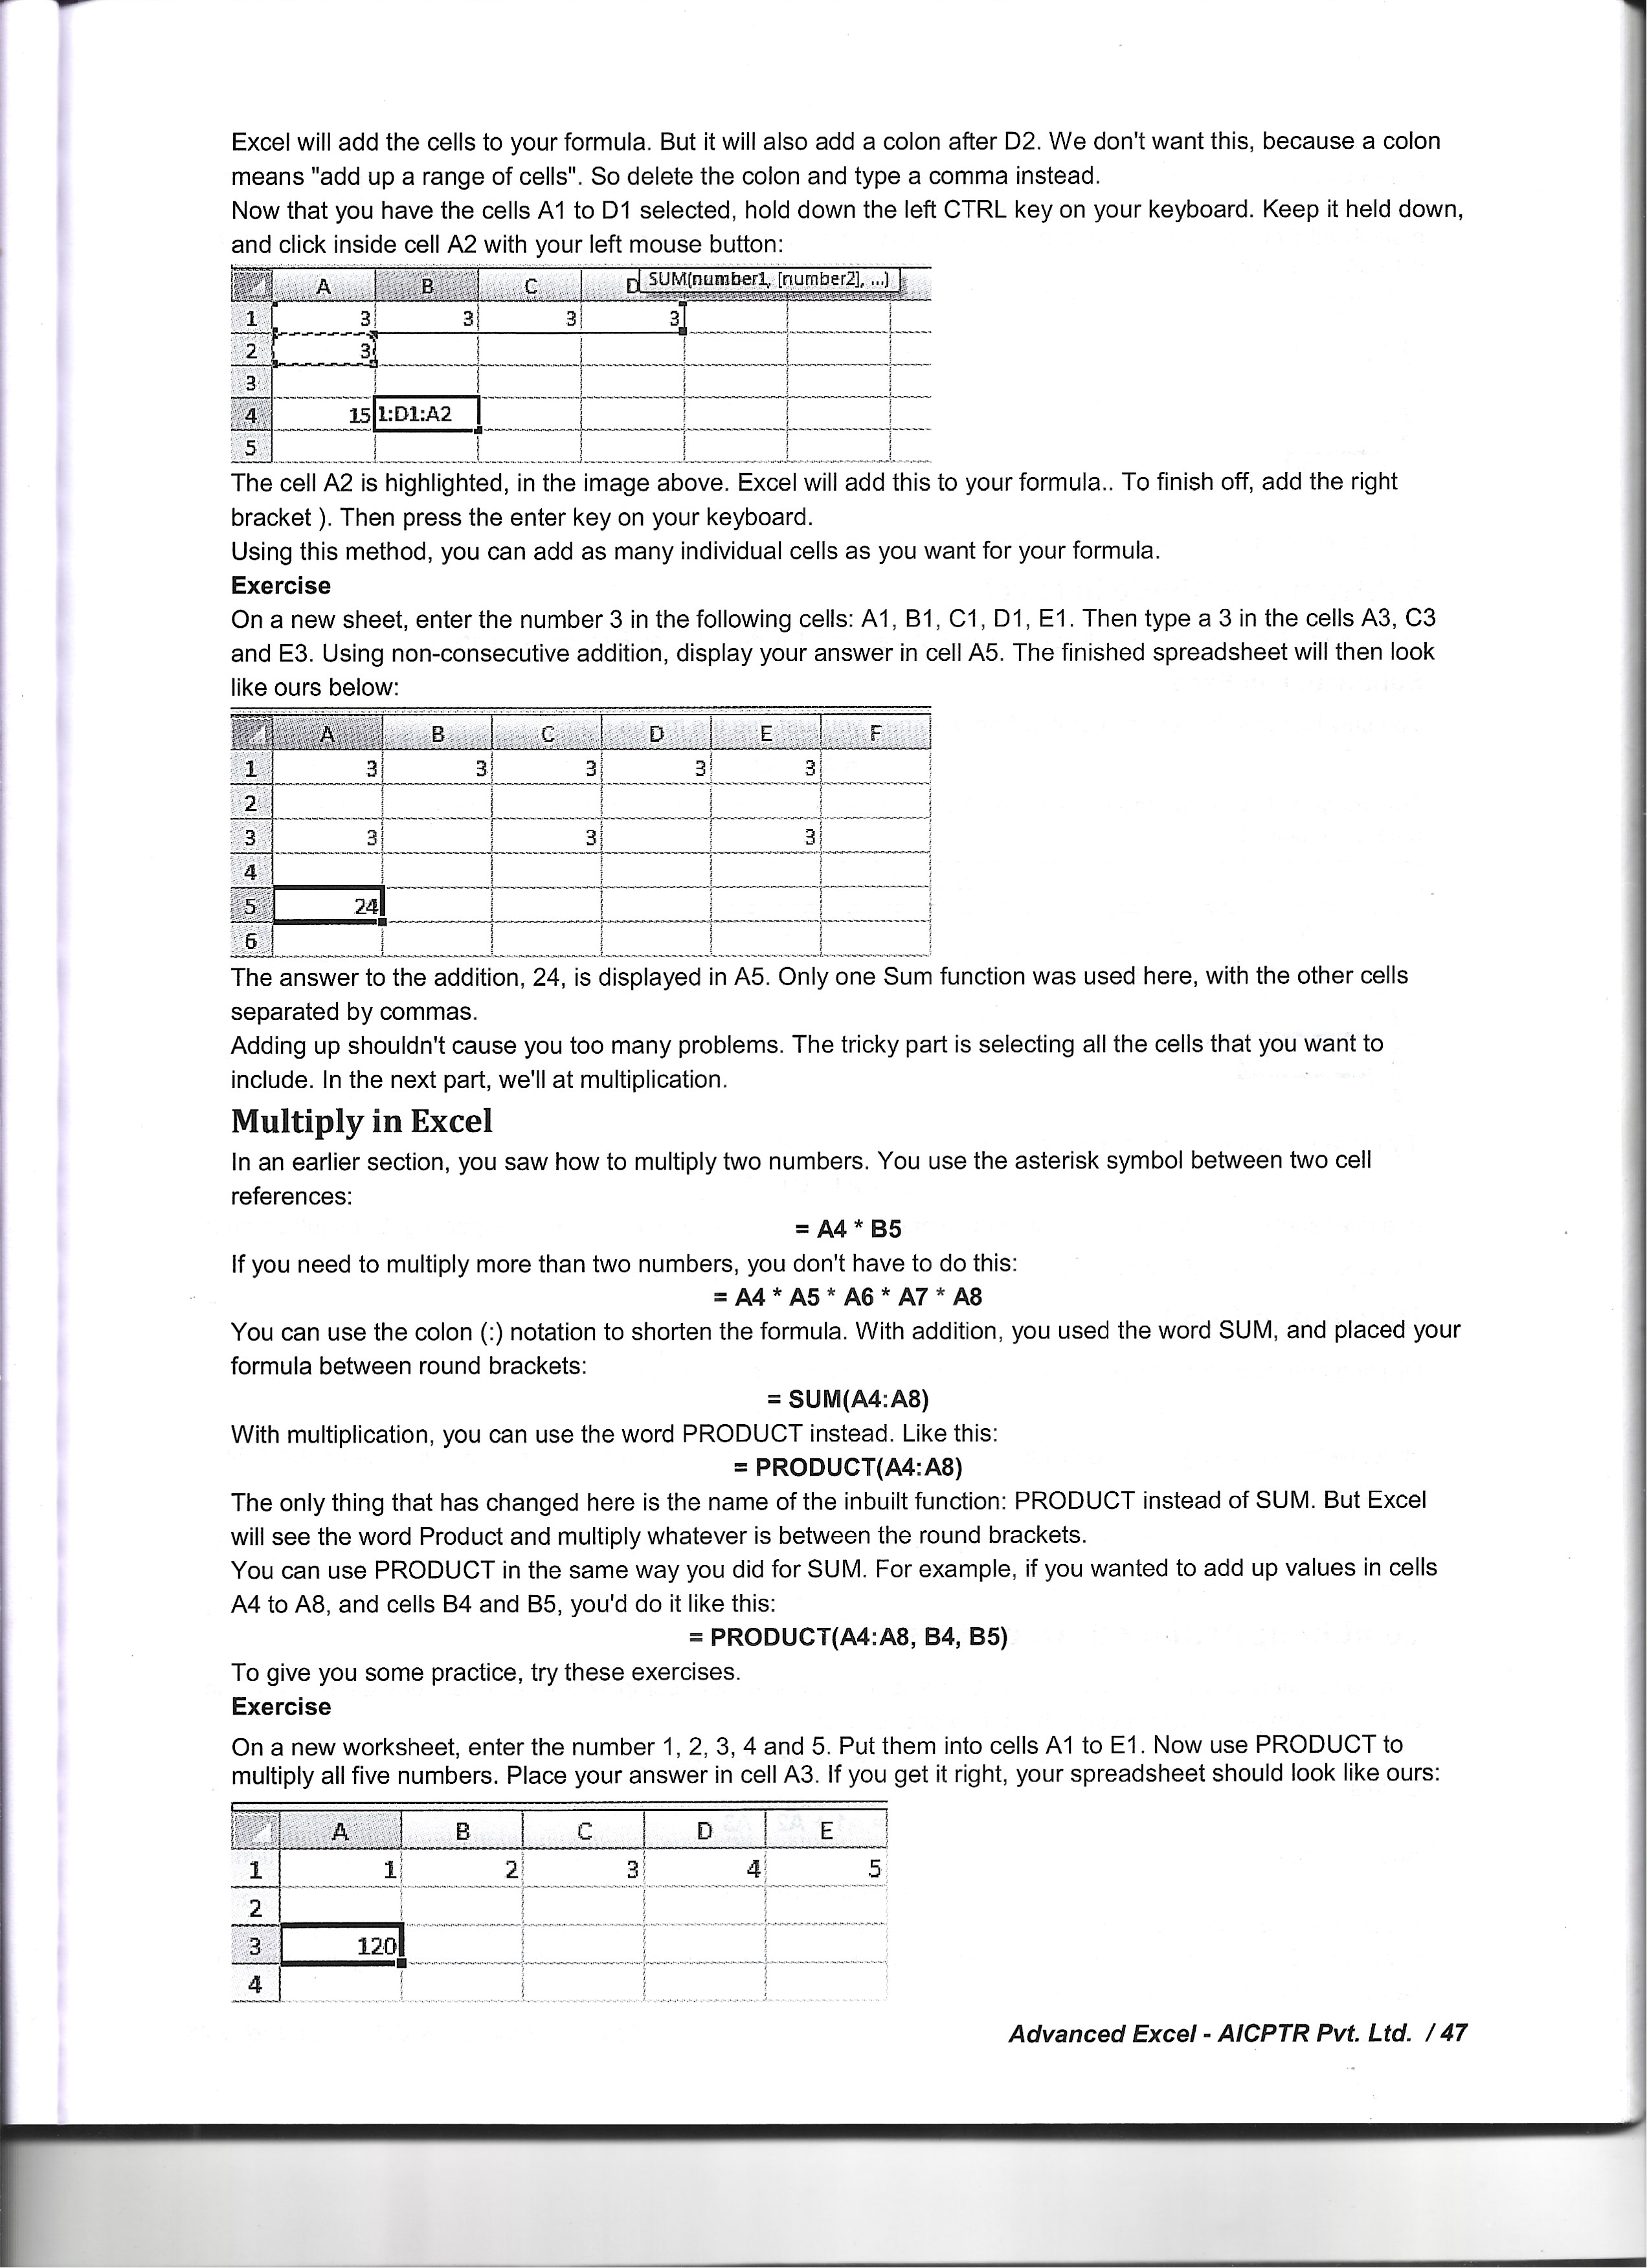 Excel will add the cells to your formula. But it will also add a colon after D2. We don't want this, because a colon
means "add up a range of cells". So delete the colon and type a comma instead.
Now that you have the cells A1 to D1 selected, hold down the left CTRL key on your keyboard. Keep it held down,
and click inside cell A2 with your left mouse button:
A B C D SUM(number1, [number2], ...)
1 3 3 3 3
2 3
3
4 15 1:D1:A2
5
The cell A2 is highlighted, in the image above. Excel will add this to your formula.. To finish off, add the right
bracket ). Then press the enter key on your keyboard.
Using this method, you can add as many individual cells as you want for your formula.
Exercise
On a new sheet, enter the number 3 in the following cells: A1, B1, C1, D1, E1. Then type a 3 in the cells A3, C3
and E3. Using non-consecutive addition, display your answer in cell A5. The finished spreadsheet will then look
like ours below:
A B C D E F
1 3 3 3 3 3
2
3 3 3 3
4
5 24
6
The answer to the addition, 24, is displayed in A5. Only one Sum function was used here, with the other cells
separated by commas.
Adding up shouldn't cause you too many problems. The tricky part is selecting all the cells that you want to
include. In the next part, we'll at multiplication.
Multiply in Excel
In an earlier section, you saw how to multiply two numbers. You use the asterisk symbol between two cell
references:
= A4 * B5
If you need to multiply more than two numbers, you don't have to do this:
= A4 * A5 * A6 * A7 * A8
You can use the colon (:) notation to shorten the formula. With addition, you used the word SUM, and placed your
formula between round brackets:
= SUM(A4:A8)
With multiplication, you can use the word PRODUCT instead. Like this:
= PRODUCT(A4:A8)
The only thing that has changed here is the name of the inbuilt function: PRODUCT instead of SUM. But Excel
will see the word Product and multiply whatever is between the round brackets.
You can use PRODUCT in the same way you did for SUM. For example, if you wanted to add up values in cells
A4 to A8, and cells B4 and B5, you'd do it like this:
= PRODUCT(A4:A8, B4, B5)
To give you some practice, try these exercises.
Exercise
On a new worksheet, enter the number 1, 2, 3, 4 and 5. Put them into cells A1 to E1. Now use PRODUCT to
multiply all five numbers. Place your answer in cell A3. If you get it right, your spreadsheet should look like ours:
A B C D E
1 1 2 3 4 5
2
3 120
4
Advanced Excel - AICPTR Pvt. Ltd. / 47